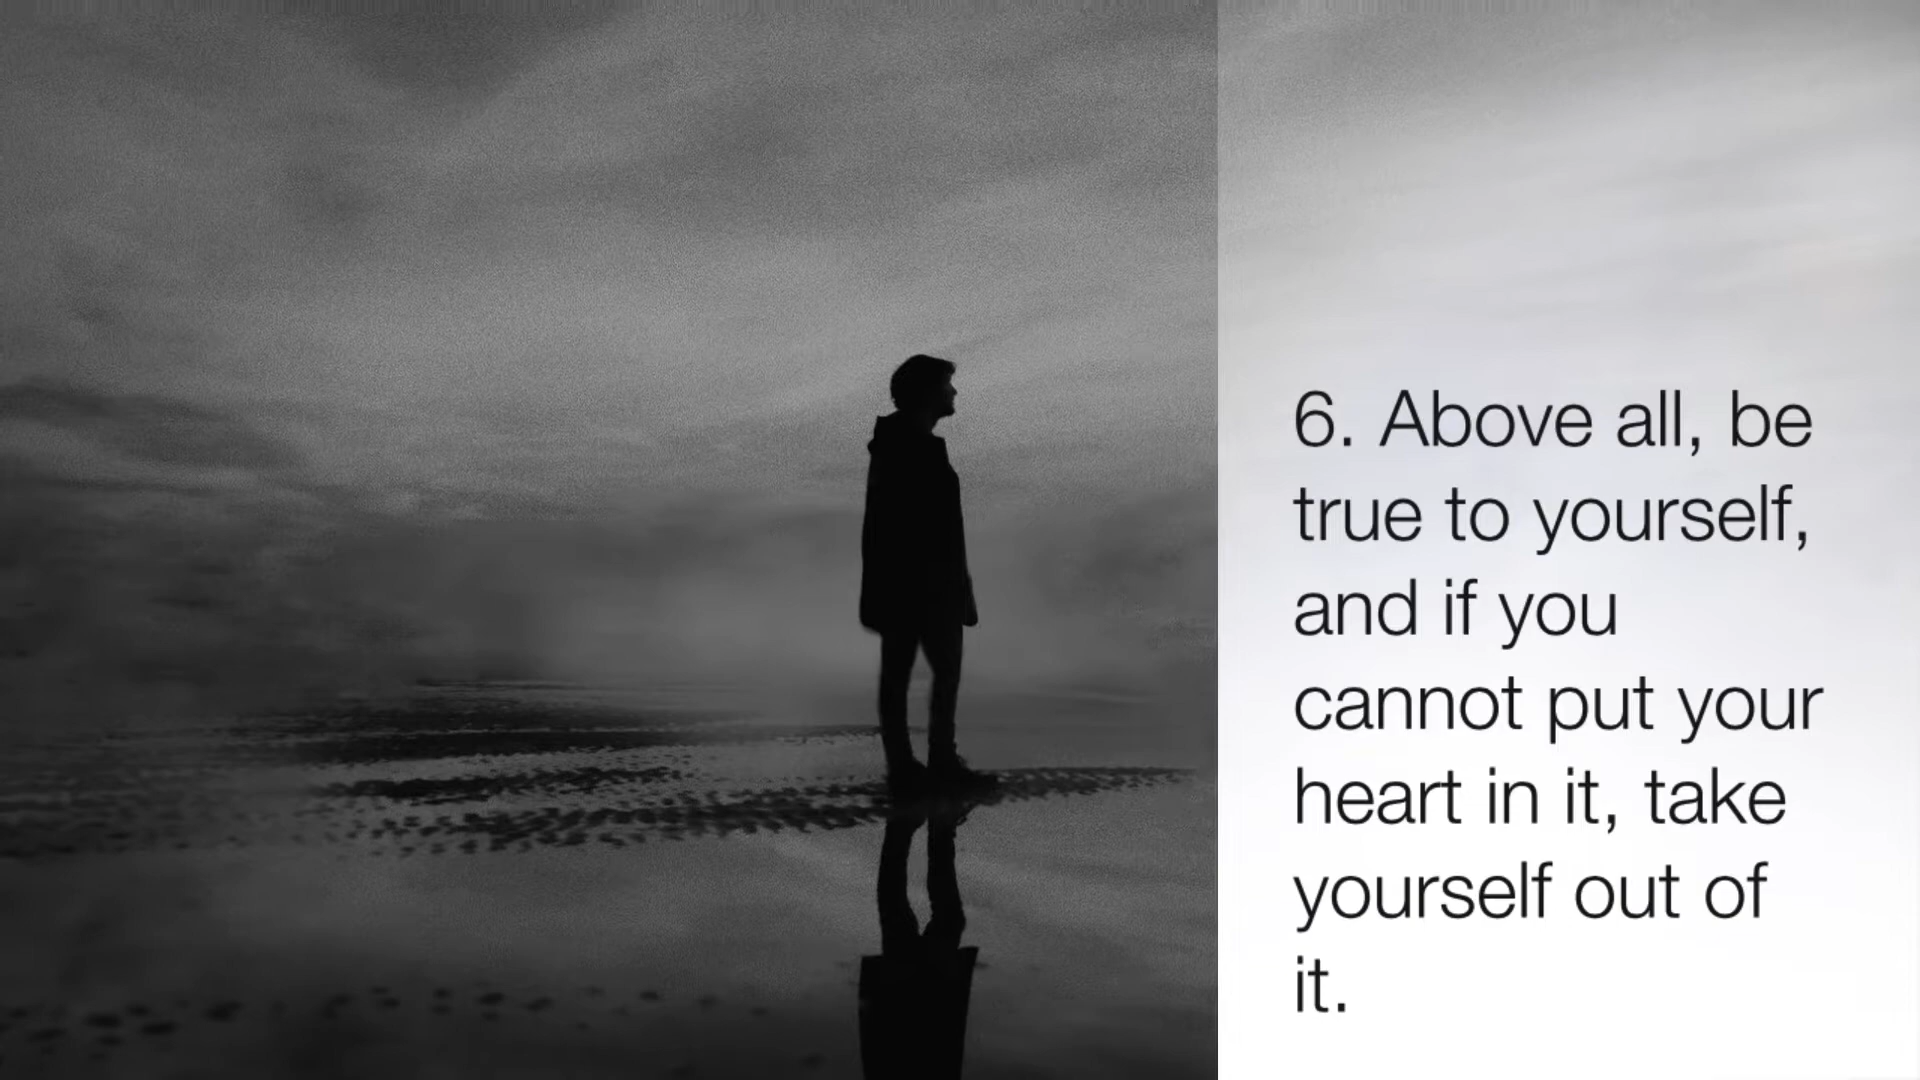 6. Above all, be
true to yourself,
and if you
cannot put your
heart in it, take
yourself out of
it.